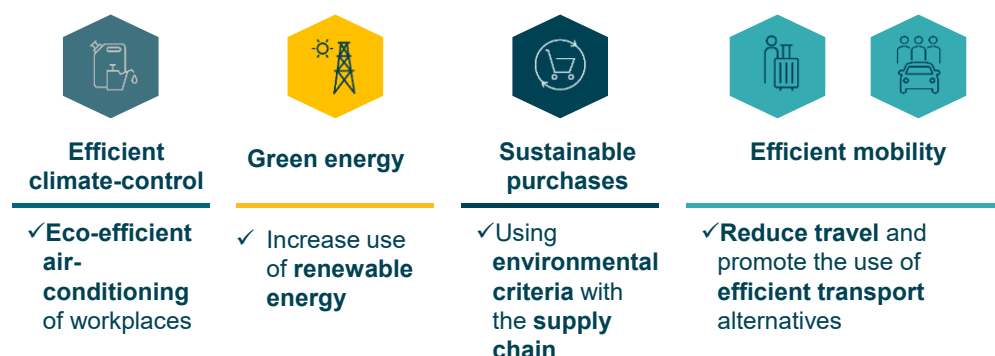 Efficient
climate-control
✓Eco-efficient
air-
conditioning
of workplaces
Green energy
✓ Increase use
of renewable
energy
Sustainable
purchases
✓Using
environmental
criteria with
the supply
chain
Efficient mobility
✓Reduce travel and
promote the use of
efficient transport
alternatives